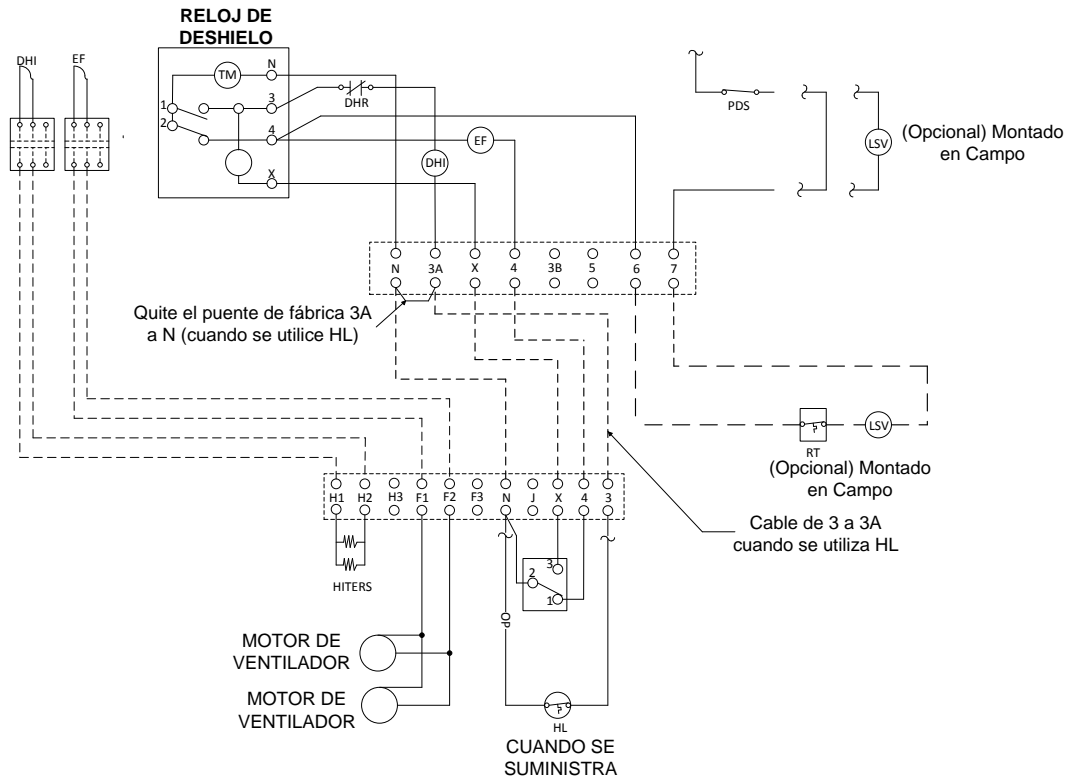 RELOJ DE
DESHIELO
DHI
EF
TM
N
1
2
3
4
X
DHR
DHI
EF
PDS
LSV
(Opcional) Montado
en Campo
N 3A X 4 3B 5 6 7
Quite el puente de fábrica 3A
a N (cuando se utilice HL)
RT
LSV
(Opcional) Montado
en Campo
Cable de 3 a 3A
cuando se utiliza HL
H1 H2 H3 F1 F2 F3 N J X 4 3
HITERS
3
2
1
OP
MOTOR DE
VENTILADOR
MOTOR DE
VENTILADOR
HL
CUANDO SE
SUMINISTRA